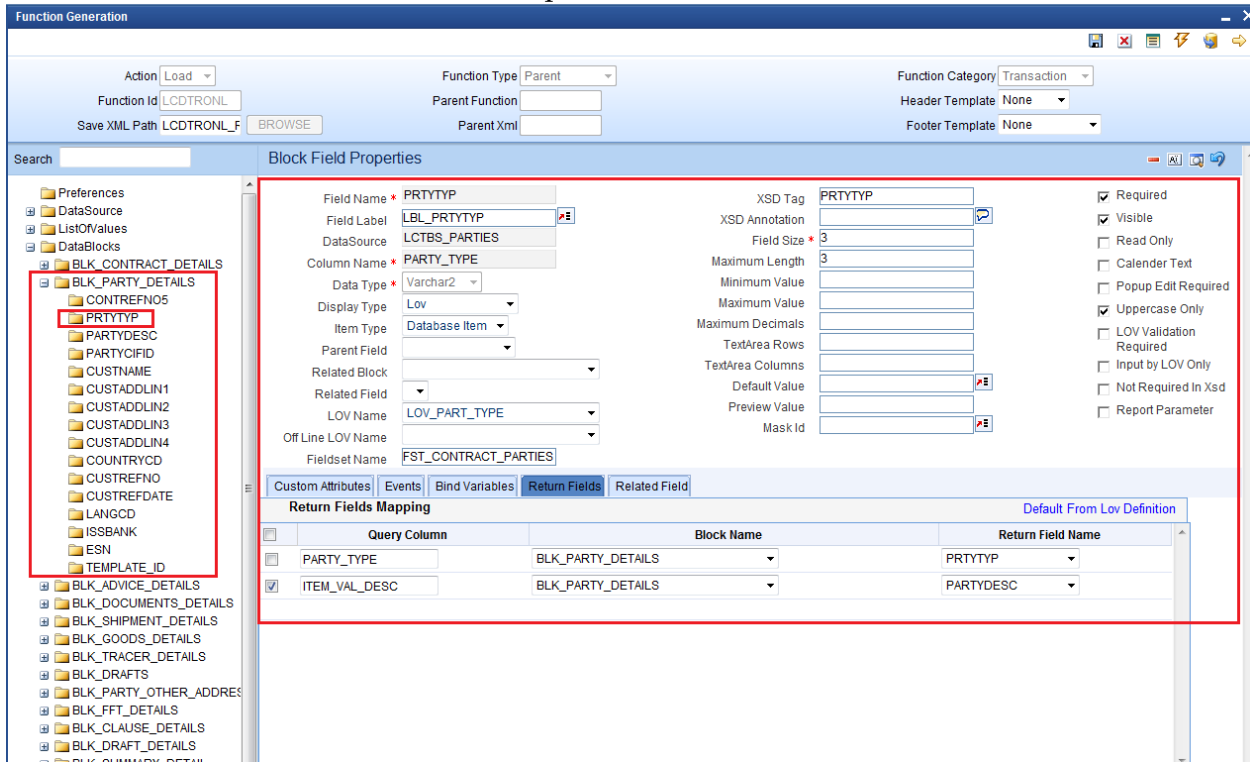 Function Generation
Action Load Function Type Parent Function Category Transaction
Function Id LCDTRONL Parent Function Header Template None
Save XML Path LCDTRONL_F BROWSE Parent Xml Footer Template None
Search
Block Field Properties
Preferences
DataSource
ListOfValues
DataBlocks
BLK_CONTRACT_DETAILS
BLK_PARTY_DETAILS
CONTREFNO5
PRTYTYP
PARTYDESC
PARTYCIFID
CUSTNAME
CUSTADDLIN1
CUSTADDLIN2
CUSTADDLIN3
CUSTADDLIN4
COUNTRYCD
CUSTREFNO
CUSTREFDATE
LANGCD
ISSBANK
ESN
TEMPLATE_ID
BLK_ADVICE_DETAILS
BLK_DOCUMENTS_DETAILS
BLK_SHIPMENT_DETAILS
BLK_GOODS_DETAILS
BLK_TRACER_DETAILS
BLK_DRAFTS
BLK_PARTY_OTHER_ADDRES
BLK_FFT_DETAILS
BLK_CLAUSE_DETAILS
BLK_DRAFT_DETAILS
Field Name * PRTYTYP
Field Label LBL_PRTYTYP
DataSource LCTBS_PARTIES
Column Name * PARTY_TYPE
Data Type * Varchar2
Display Type Lov
Item Type Database Item
Parent Field
Related Block
Related Field
LOV Name LOV_PART_TYPE
Off Line LOV Name
Fieldset Name FST_CONTRACT_PARTIES
XSD Tag PRTYTYP
XSD Annotation
Field Size * 3
Maximum Length 3
Minimum Value
Maximum Value
Maximum Decimals
TextArea Rows
TextArea Columns
Default Value
Preview Value
Mask Id
Required
Visible
Read Only
Calender Text
Popup Edit Required
Uppercase Only
LOV Validation
Required
Input by LOV Only
Not Required In Xsd
Report Parameter
Custom Attributes Events Bind Variables Return Fields Related Field
Return Fields Mapping Default From Lov Definition
Query Column Block Name Return Field Name
PARTY_TYPE BLK_PARTY_DETAILS PRTYTYP
ITEM_VAL_DESC BLK_PARTY_DETAILS PARTYDESC